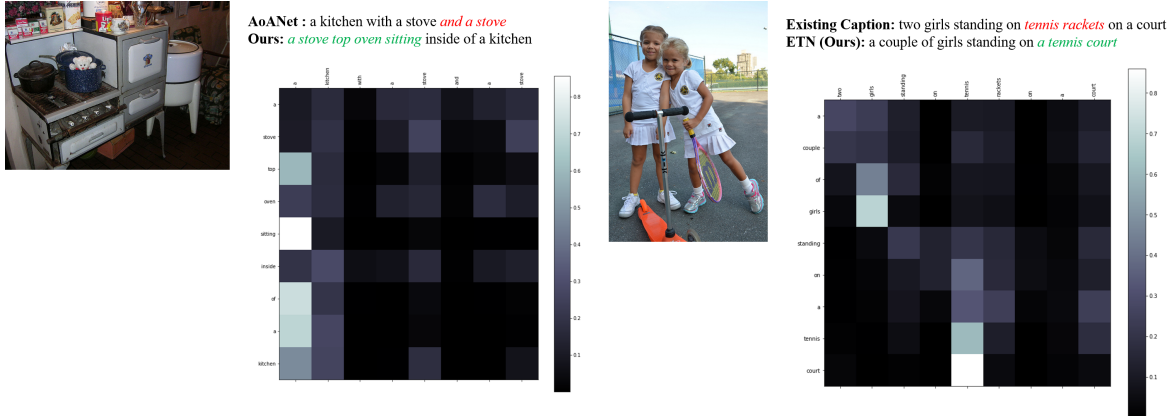 AoANet : a kitchen with a stove and a stove
Ours: a stove top oven sitting inside of a kitchen
a kitchen with a stove and a stove
a
stove
top
oven
sitting
inside
of
a
kitchen
0.8
0.7
0.6
0.5
0.4
0.3
0.2
0.1
Existing Caption: two girls standing on tennis rackets on a court
ETN (Ours): a couple of girls standing on a tennis court
two girls standing on tennis rackets on a court
a
couple
of
girls
standing
on
a
tennis
court
0.8
0.7
0.6
0.5
0.4
0.3
0.2
0.1
0.0